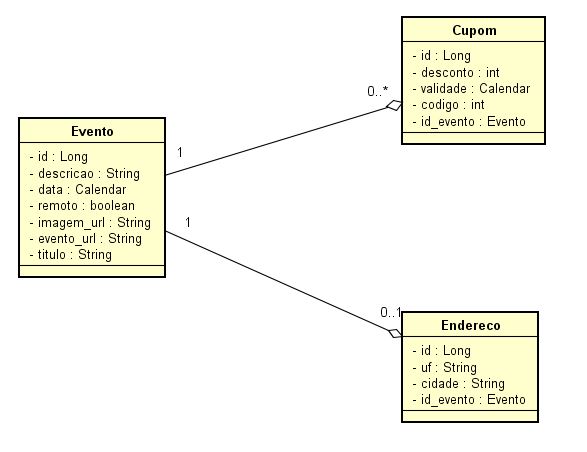 Cupom
- id : Long
- desconto : int
- validade : Calendar
- codigo : int
- id_evento : Evento
0..*
1
Evento
- id : Long
- descricao : String
- data : Calendar
- remoto : boolean
- imagem_url : String
- evento_url : String
- titulo : String
1
0..1
Endereco
- id : Long
- uf : String
- cidade : String
- id_evento : Evento